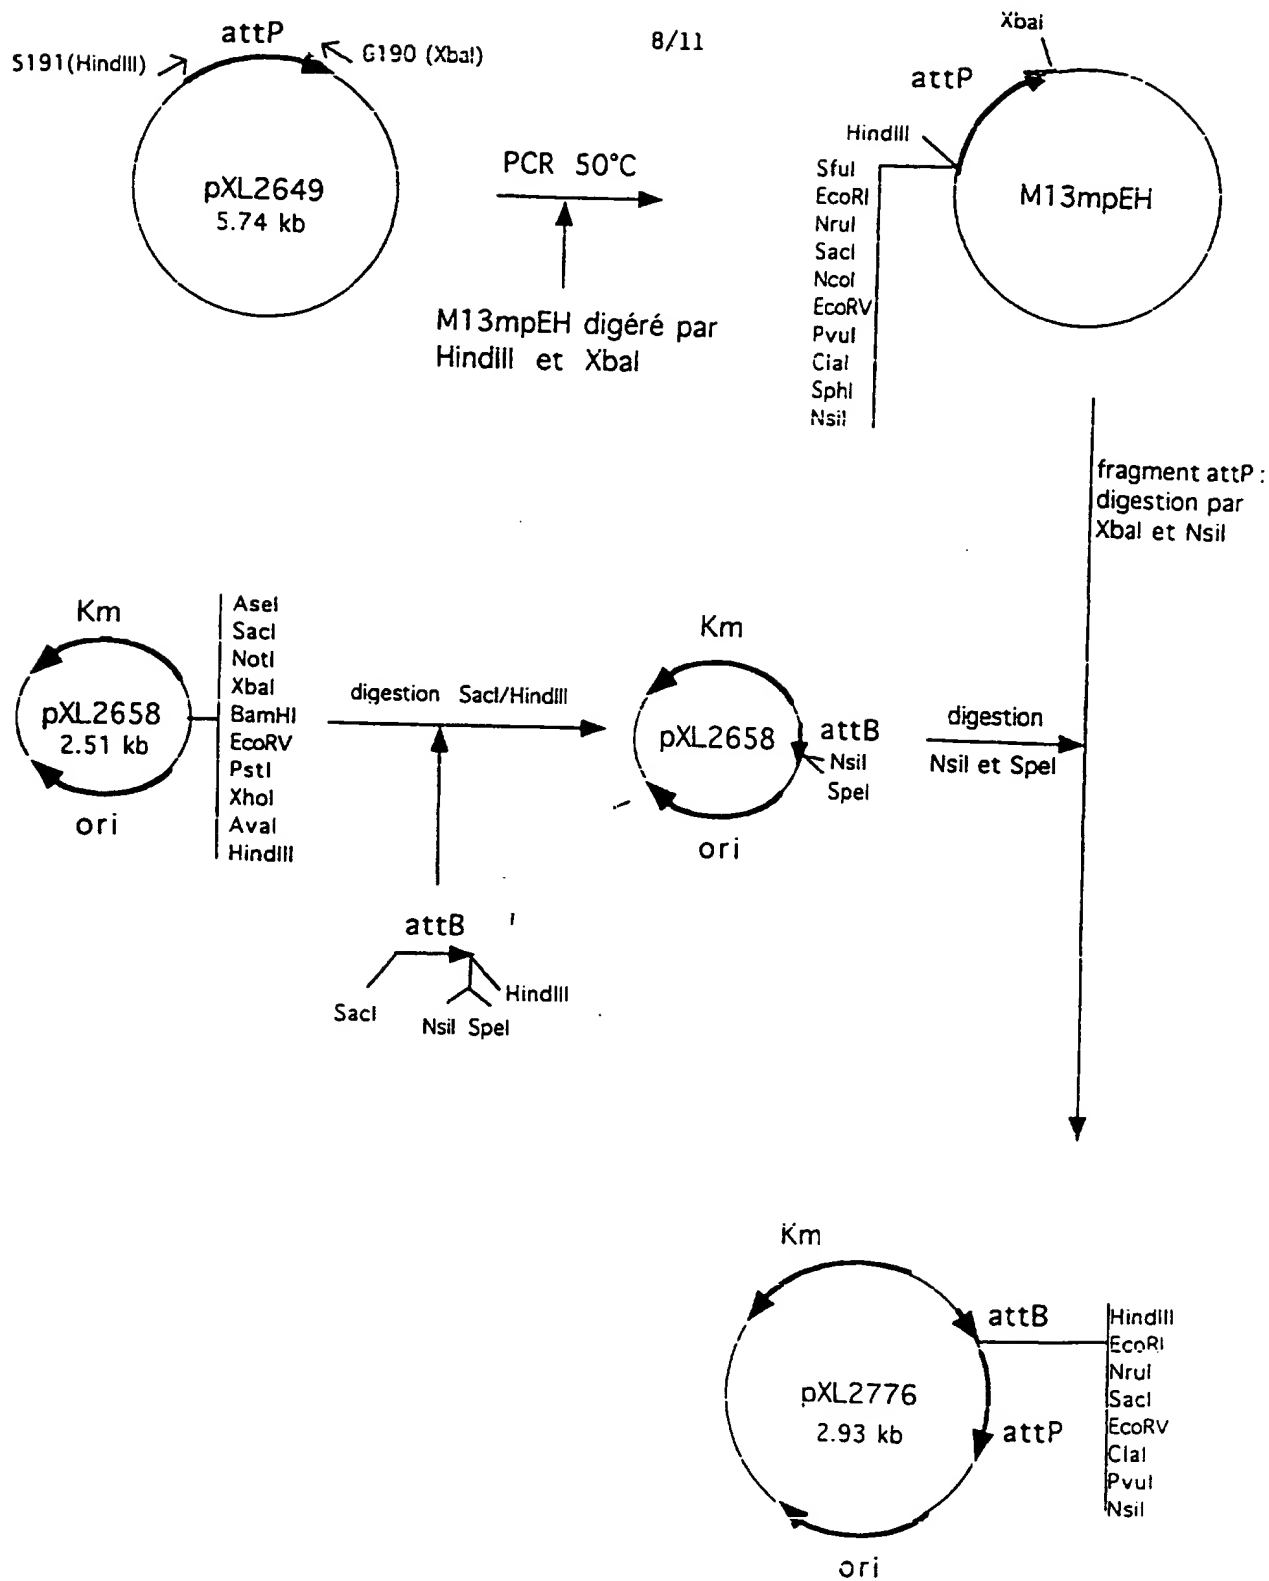 8/11
attP
S191(HindIII)
G190 (XbaI)
pXL2649
5.74 kb
PCR 50°C
M13mpEH digéré par
HindIII et XbaI
XbaI
attP
HindIII
M13mpEH
SfuI
EcoRI
NruI
SacI
NcoI
EcoRV
PvuI
ClaI
SphI
NsiI
fragment attP :
digestion par
XbaI et NsiI
Km
pXL2658
2.51 kb
ori
AseI
SacI
NotI
XbaI
BamHI
EcoRV
PstI
XhoI
AvaI
HindIII
digestion SacI/HindIII
attB
SacI
NsiI SpeI
HindIII
Km
pXL2658
attB
NsiI
SpeI
ori
digestion
NsiI et SpeI
Km
attB
pXL2776
2.93 kb
attP
ori
HindIII
EcoRI
NruI
SacI
EcoRV
ClaI
PvuI
NsiI